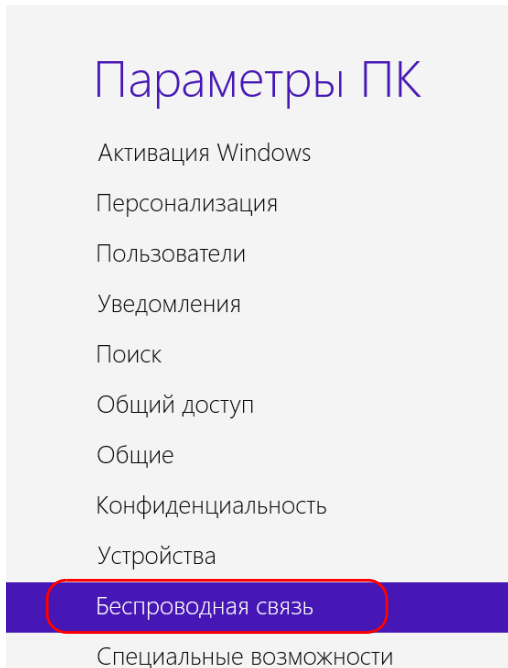 Параметры ПК
Активация Windows
Персонализация
Пользователи
Уведомления
Поиск
Общий доступ
Общие
Конфиденциальность
Устройства
Беспроводная связь
Специальные возможности